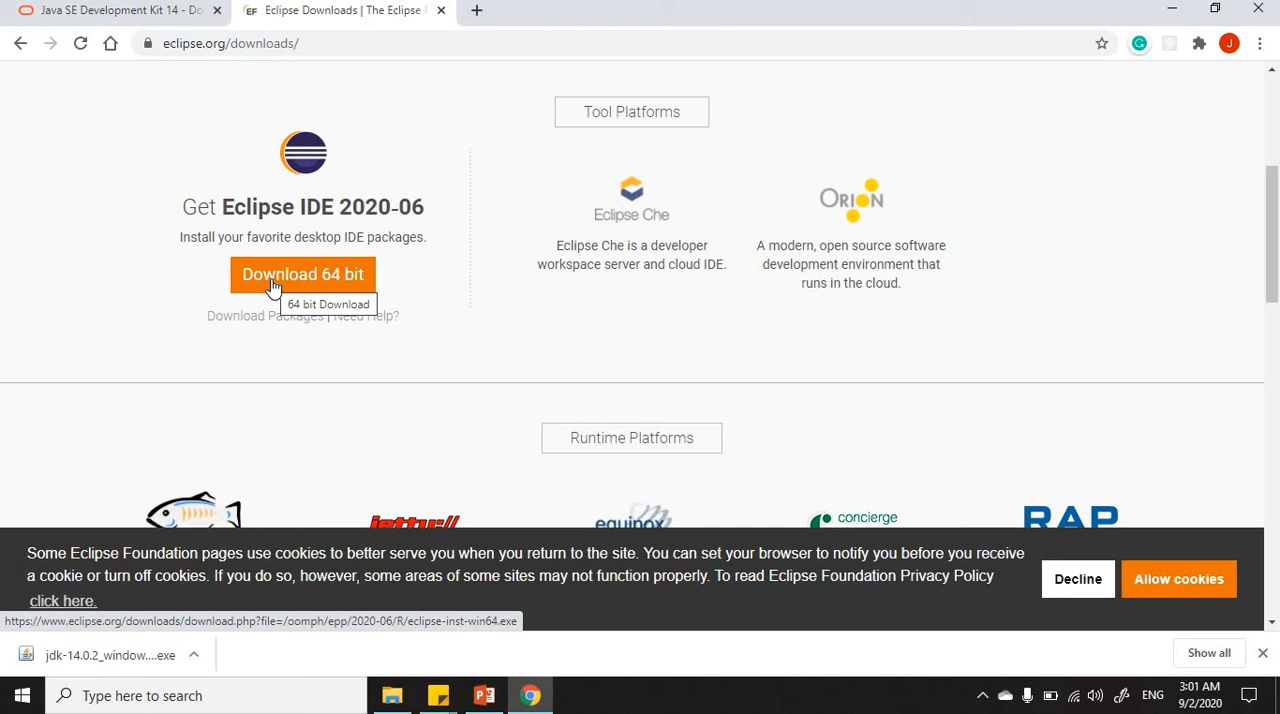 Java SE Development Kit 14 - Do
Eclipse Downloads | The Eclipse F
eclipse.org/downloads/
J
Tool Platforms
Get Eclipse IDE 2020-06
Install your favorite desktop IDE packages.
Download 64 bit
64 bit Download
Download Packages | Need Help?
Eclipse Che
Eclipse Che is a developer
workspace server and cloud IDE.
ORION
A modern, open source software
development environment that
runs in the cloud.
Runtime Platforms
jetty://
equinox
concierge
RAP
Some Eclipse Foundation pages use cookies to better serve you when you return to the site. You can set your browser to notify you before you receive
a cookie or turn off cookies. If you do so, however, some areas of some sites may not function properly. To read Eclipse Foundation Privacy Policy
click here.
Decline
Allow cookies
https://www.eclipse.org/downloads/download.php?file=/oomph/epp/2020-06/R/eclipse-inst-win64.exe
jdk-14.0.2_window....exe
Show all
Type here to search
ENG
3:01 AM
9/2/2020